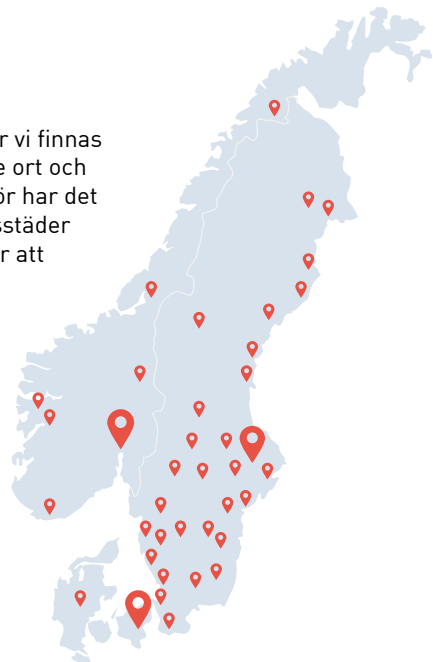 r vi finnas
e ort och
ör har det
sstäder
r att